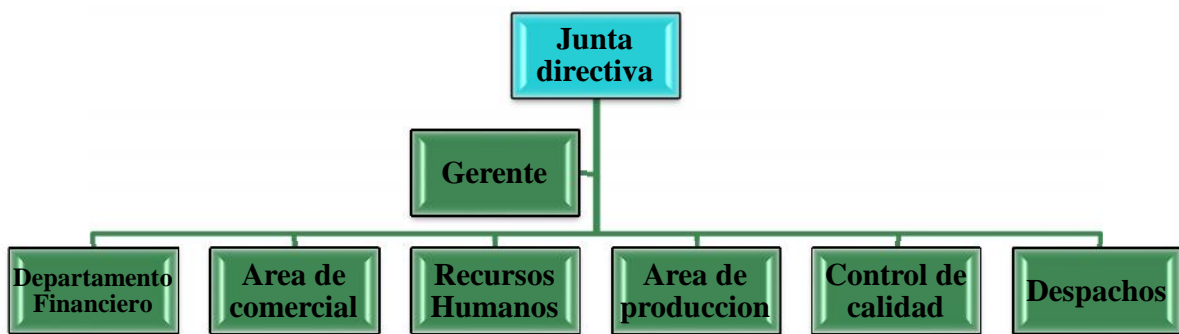 Junta
directiva
Gerente
Departamento
Financiero
Area de
comercial
Recursos
Humanos
Area de
produccion
Control de
calidad
Despachos